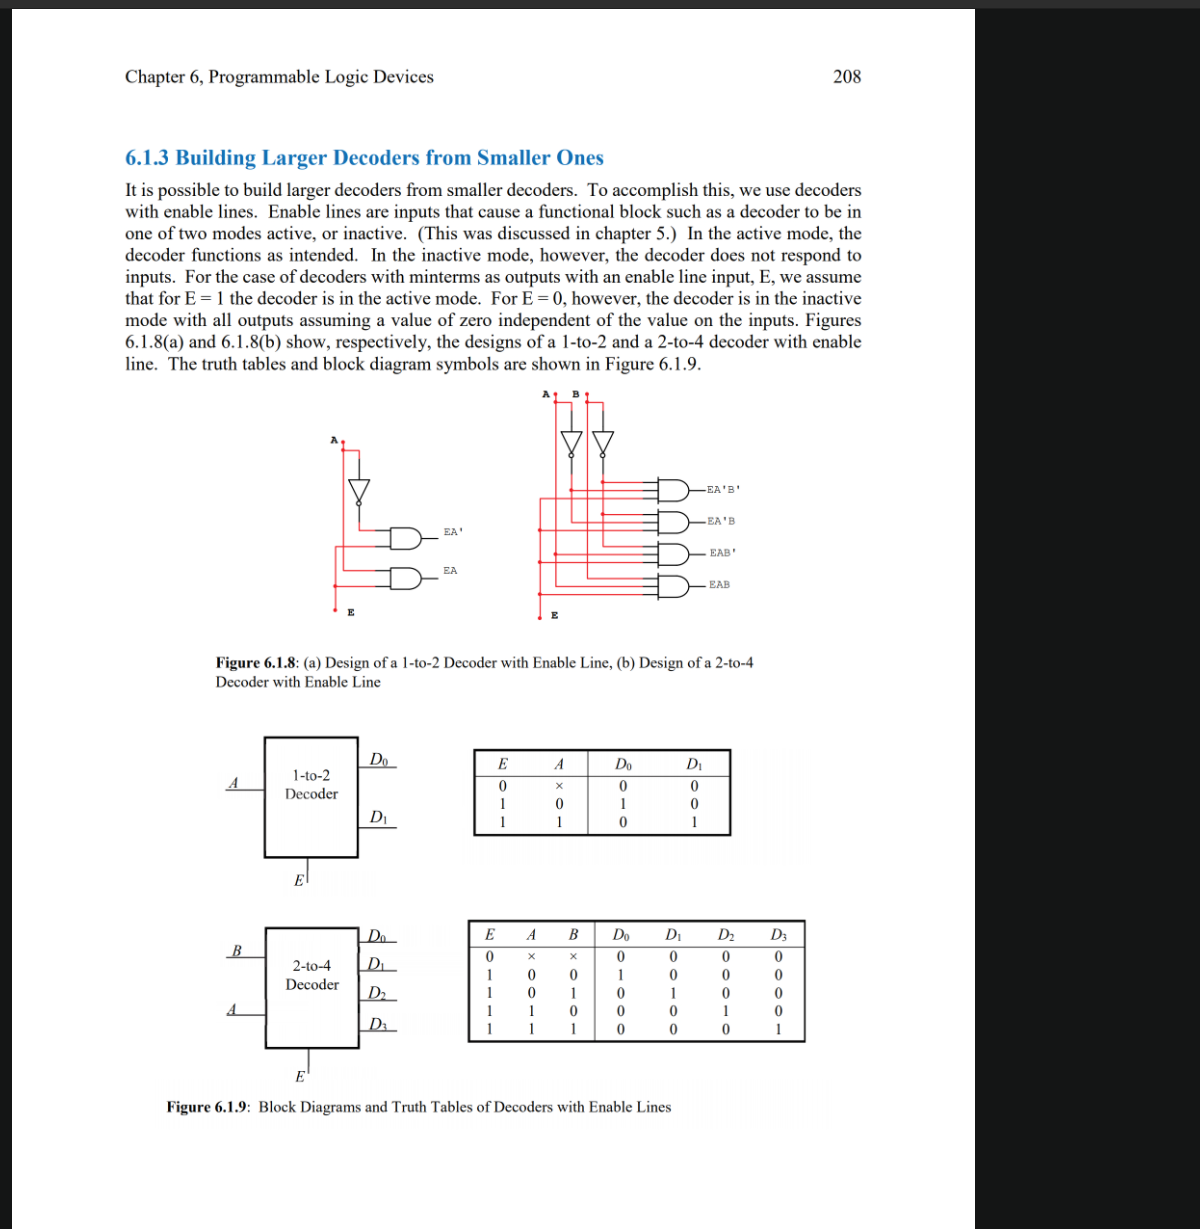 Chapter 6, Programmable Logic Devices 208
6.1.3 Building Larger Decoders from Smaller Ones
It is possible to build larger decoders from smaller decoders. To accomplish this, we use decoders
with enable lines. Enable lines are inputs that cause a functional block such as a decoder to be in
one of two modes active, or inactive. (This was discussed in chapter 5.) In the active mode, the
decoder functions as intended. In the inactive mode, however, the decoder does not respond to
inputs. For the case of decoders with minterms as outputs with an enable line input, E, we assume
that for E = 1 the decoder is in the active mode. For E = 0, however, the decoder is in the inactive
mode with all outputs assuming a value of zero independent of the value on the inputs. Figures
6.1.8(a) and 6.1.8(b) show, respectively, the designs of a 1-to-2 and a 2-to-4 decoder with enable
line. The truth tables and block diagram symbols are shown in Figure 6.1.9.
A
EA'
EA
E
A B
EA'B'
EA'B
EAB'
EAB
E
Figure 6.1.8: (a) Design of a 1-to-2 Decoder with Enable Line, (b) Design of a 2-to-4
Decoder with Enable Line
A
1-to-2
Decoder
D0
D1
E
E A D0 D1
0 × 0 0
1 0 1 0
1 1 0 1
B
A
2-to-4
Decoder
D0
D1
D2
D3
E
E A B D0 D1 D2 D3
0 × × 0 0 0 0
1 0 0 1 0 0 0
1 0 1 0 1 0 0
1 1 0 0 0 1 0
1 1 1 0 0 0 1
Figure 6.1.9: Block Diagrams and Truth Tables of Decoders with Enable Lines